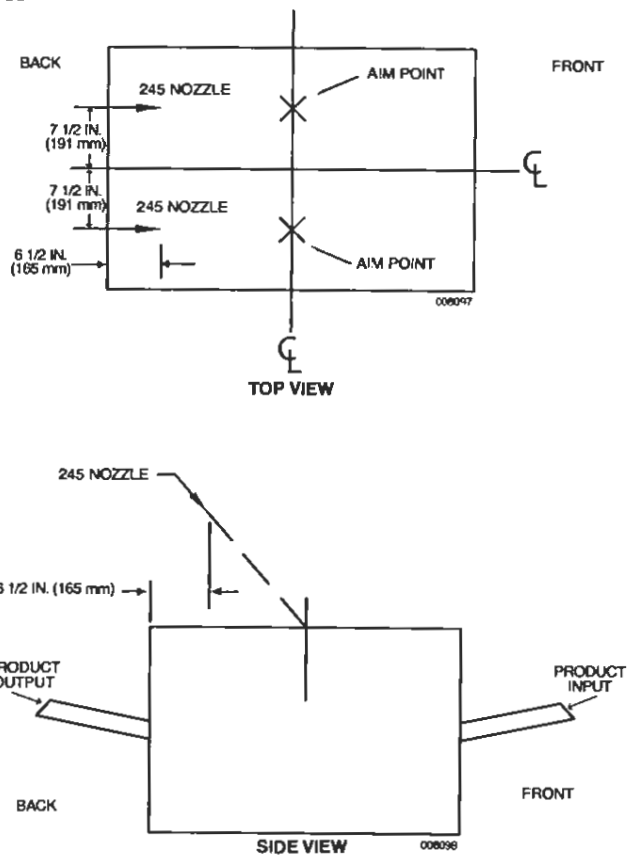 BACK
FRONT
AIM POINT
245 NOZZLE
7 1/2 IN.
(191 mm)
7 1/2 IN.
(191 mm)
245 NOZZLE
6 1/2 IN.
(165 mm)
AIM POINT
008097
TOP VIEW
245 NOZZLE
6 1/2 IN. (165 mm)
PRODUCT
OUTPUT
PRODUCT
INPUT
BACK
FRONT
SIDE VIEW
008098